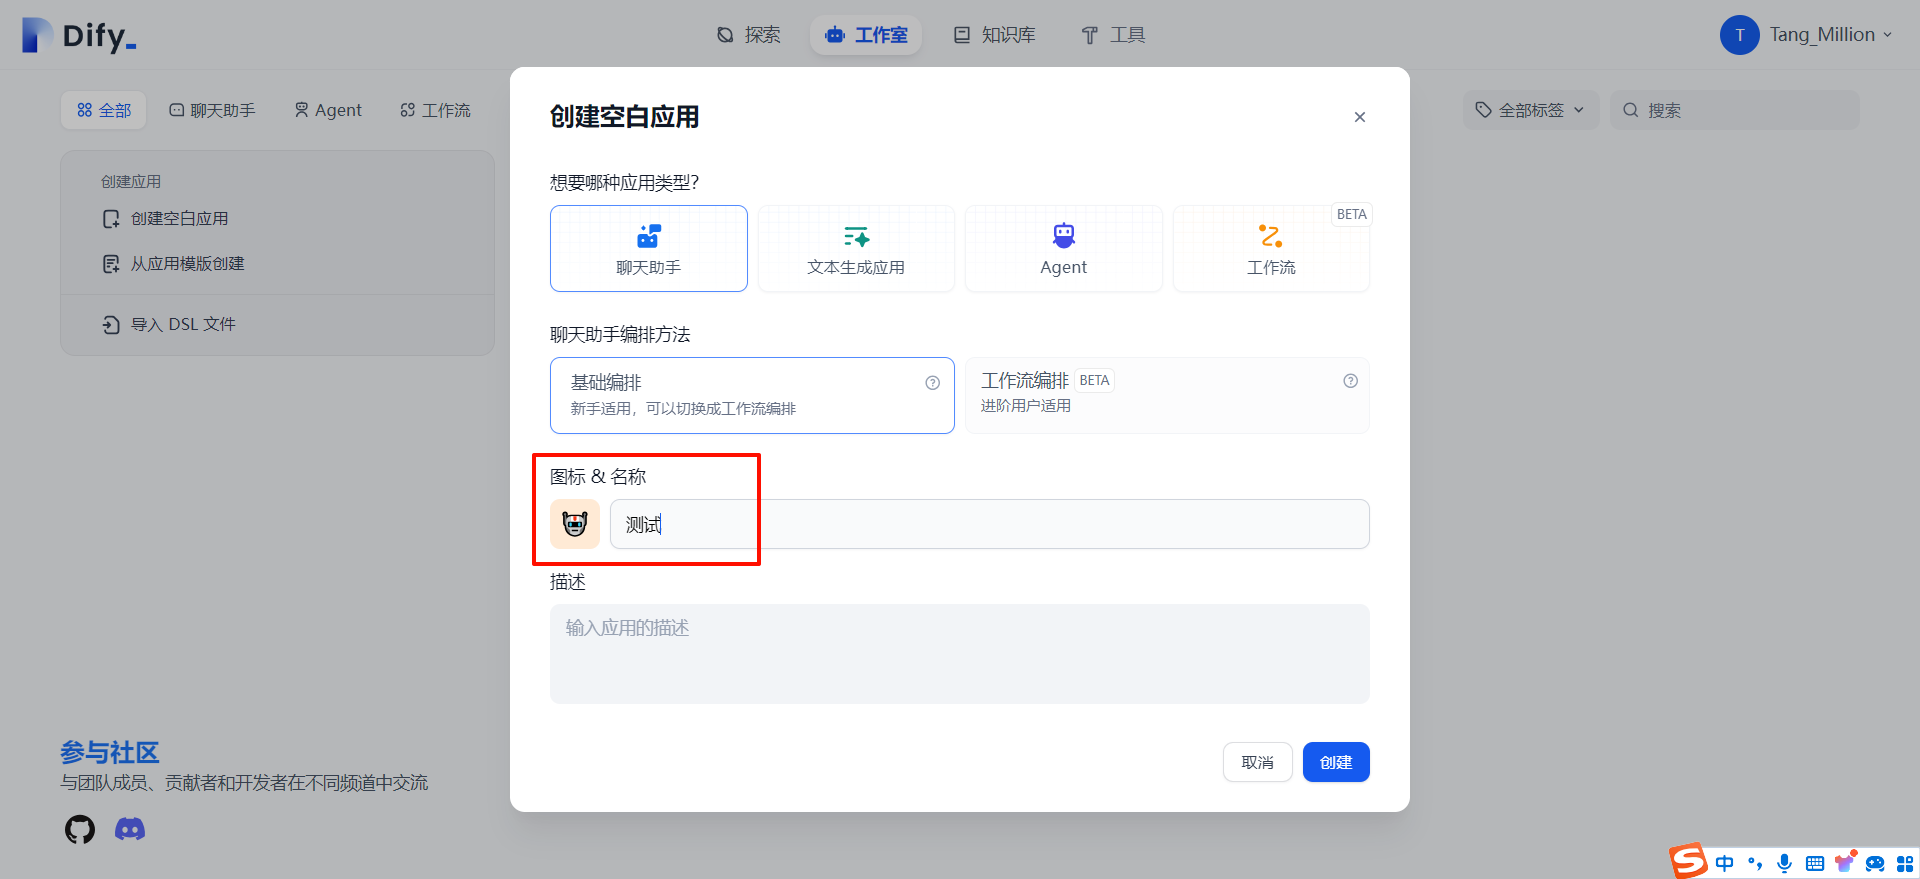 Dify_
探索
工作室
知识库
工具
T
Tang_Million
全部
聊天助手
Agent
工作流
全部标签
搜索
创建应用
创建空白应用
从应用模版创建
导入 DSL 文件
创建空白应用
想要哪种应用类型?
聊天助手
文本生成应用
Agent
BETA
工作流
聊天助手编排方法
基础编排
新手适用，可以切换成工作流编排
工作流编排 BETA
进阶用户适用
图标 & 名称
测试
描述
输入应用的描述
取消
创建
参与社区
与团队成员、贡献者和开发者在不同频道中交流
中